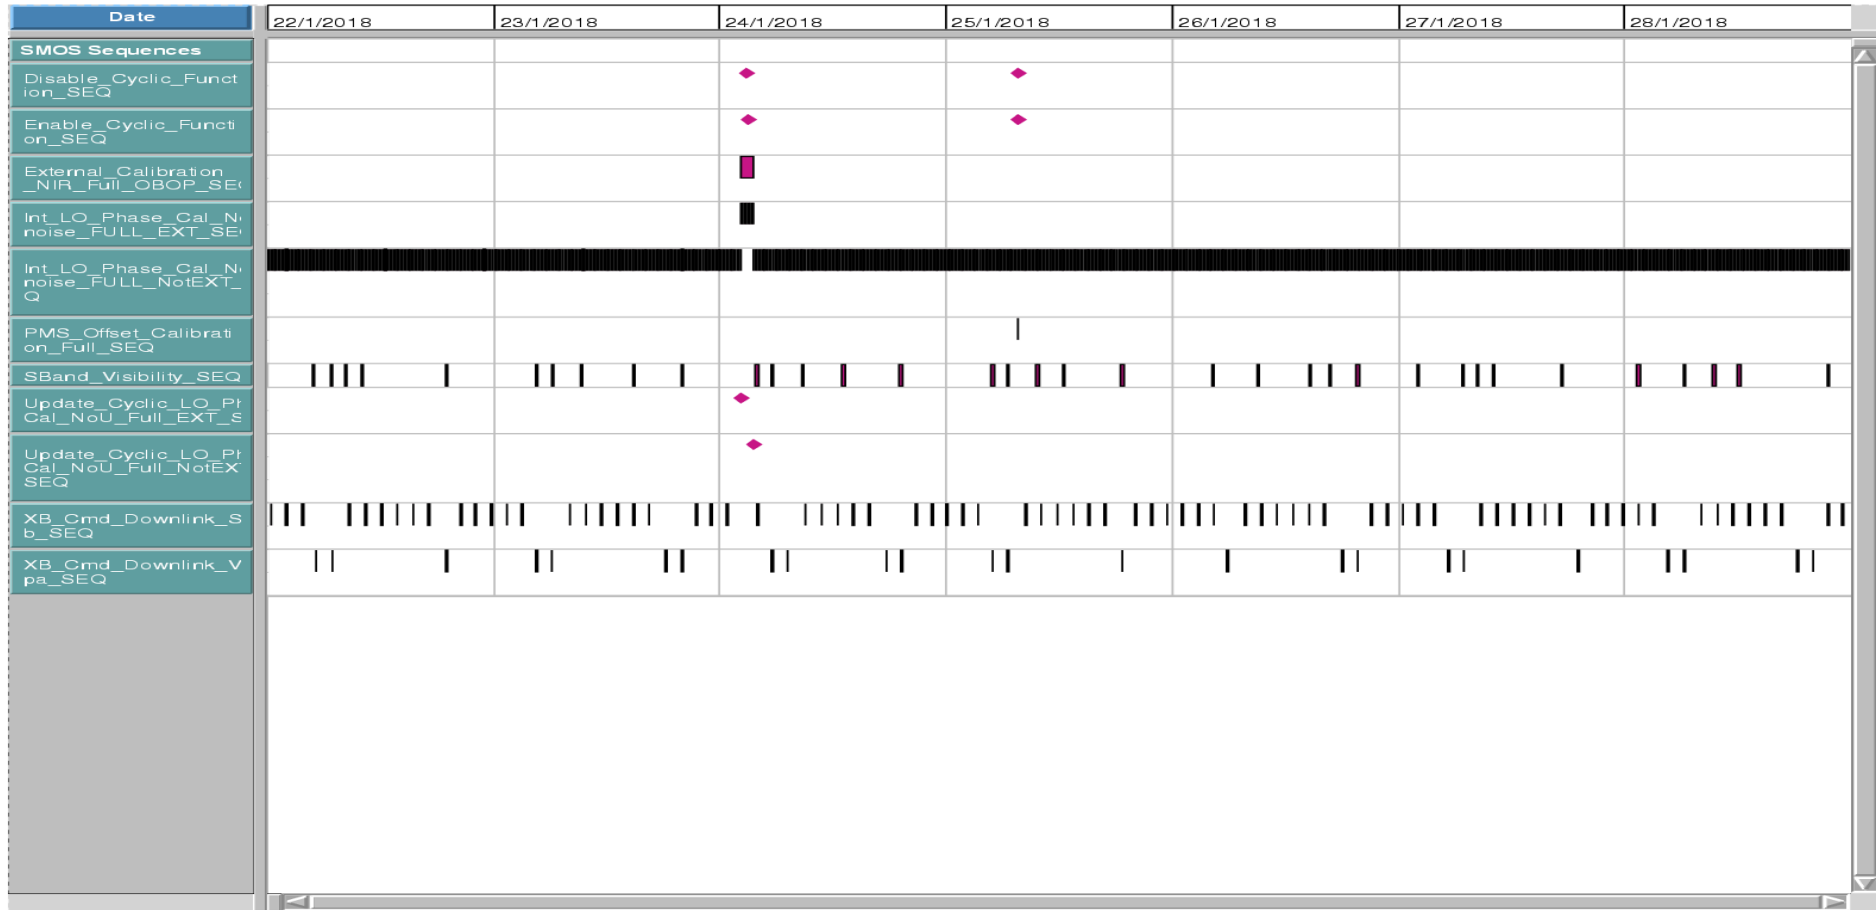 Date
22/1/2018 23/1/2018 24/1/2018 25/1/2018 26/1/2018 27/1/2018 28/1/2018
SMOS Sequences
Disable_Cyclic_Funct
ion_SEQ
Enable_Cyclic_Functi
on_SEQ
External_Calibration
_NIR_Full_OBOP_SE
Int_LO_Phase_Cal_N
noise_FULL_EXT_SE
Int_LO_Phase_Cal_N
noise_FULL_NotEXT_
Q
PMS_Offset_Calibrati
on_Full_SEQ
SBand_Visibility_SEQ
Update_Cyclic_LO_P
Cal_NoU_Full_EXT_S
Update_Cyclic_LO_P
Cal_NoU_Full_NotEX
SEQ
XB_Cmd_Downlink_S
b_SEQ
XB_Cmd_Downlink_V
pa_SEQ